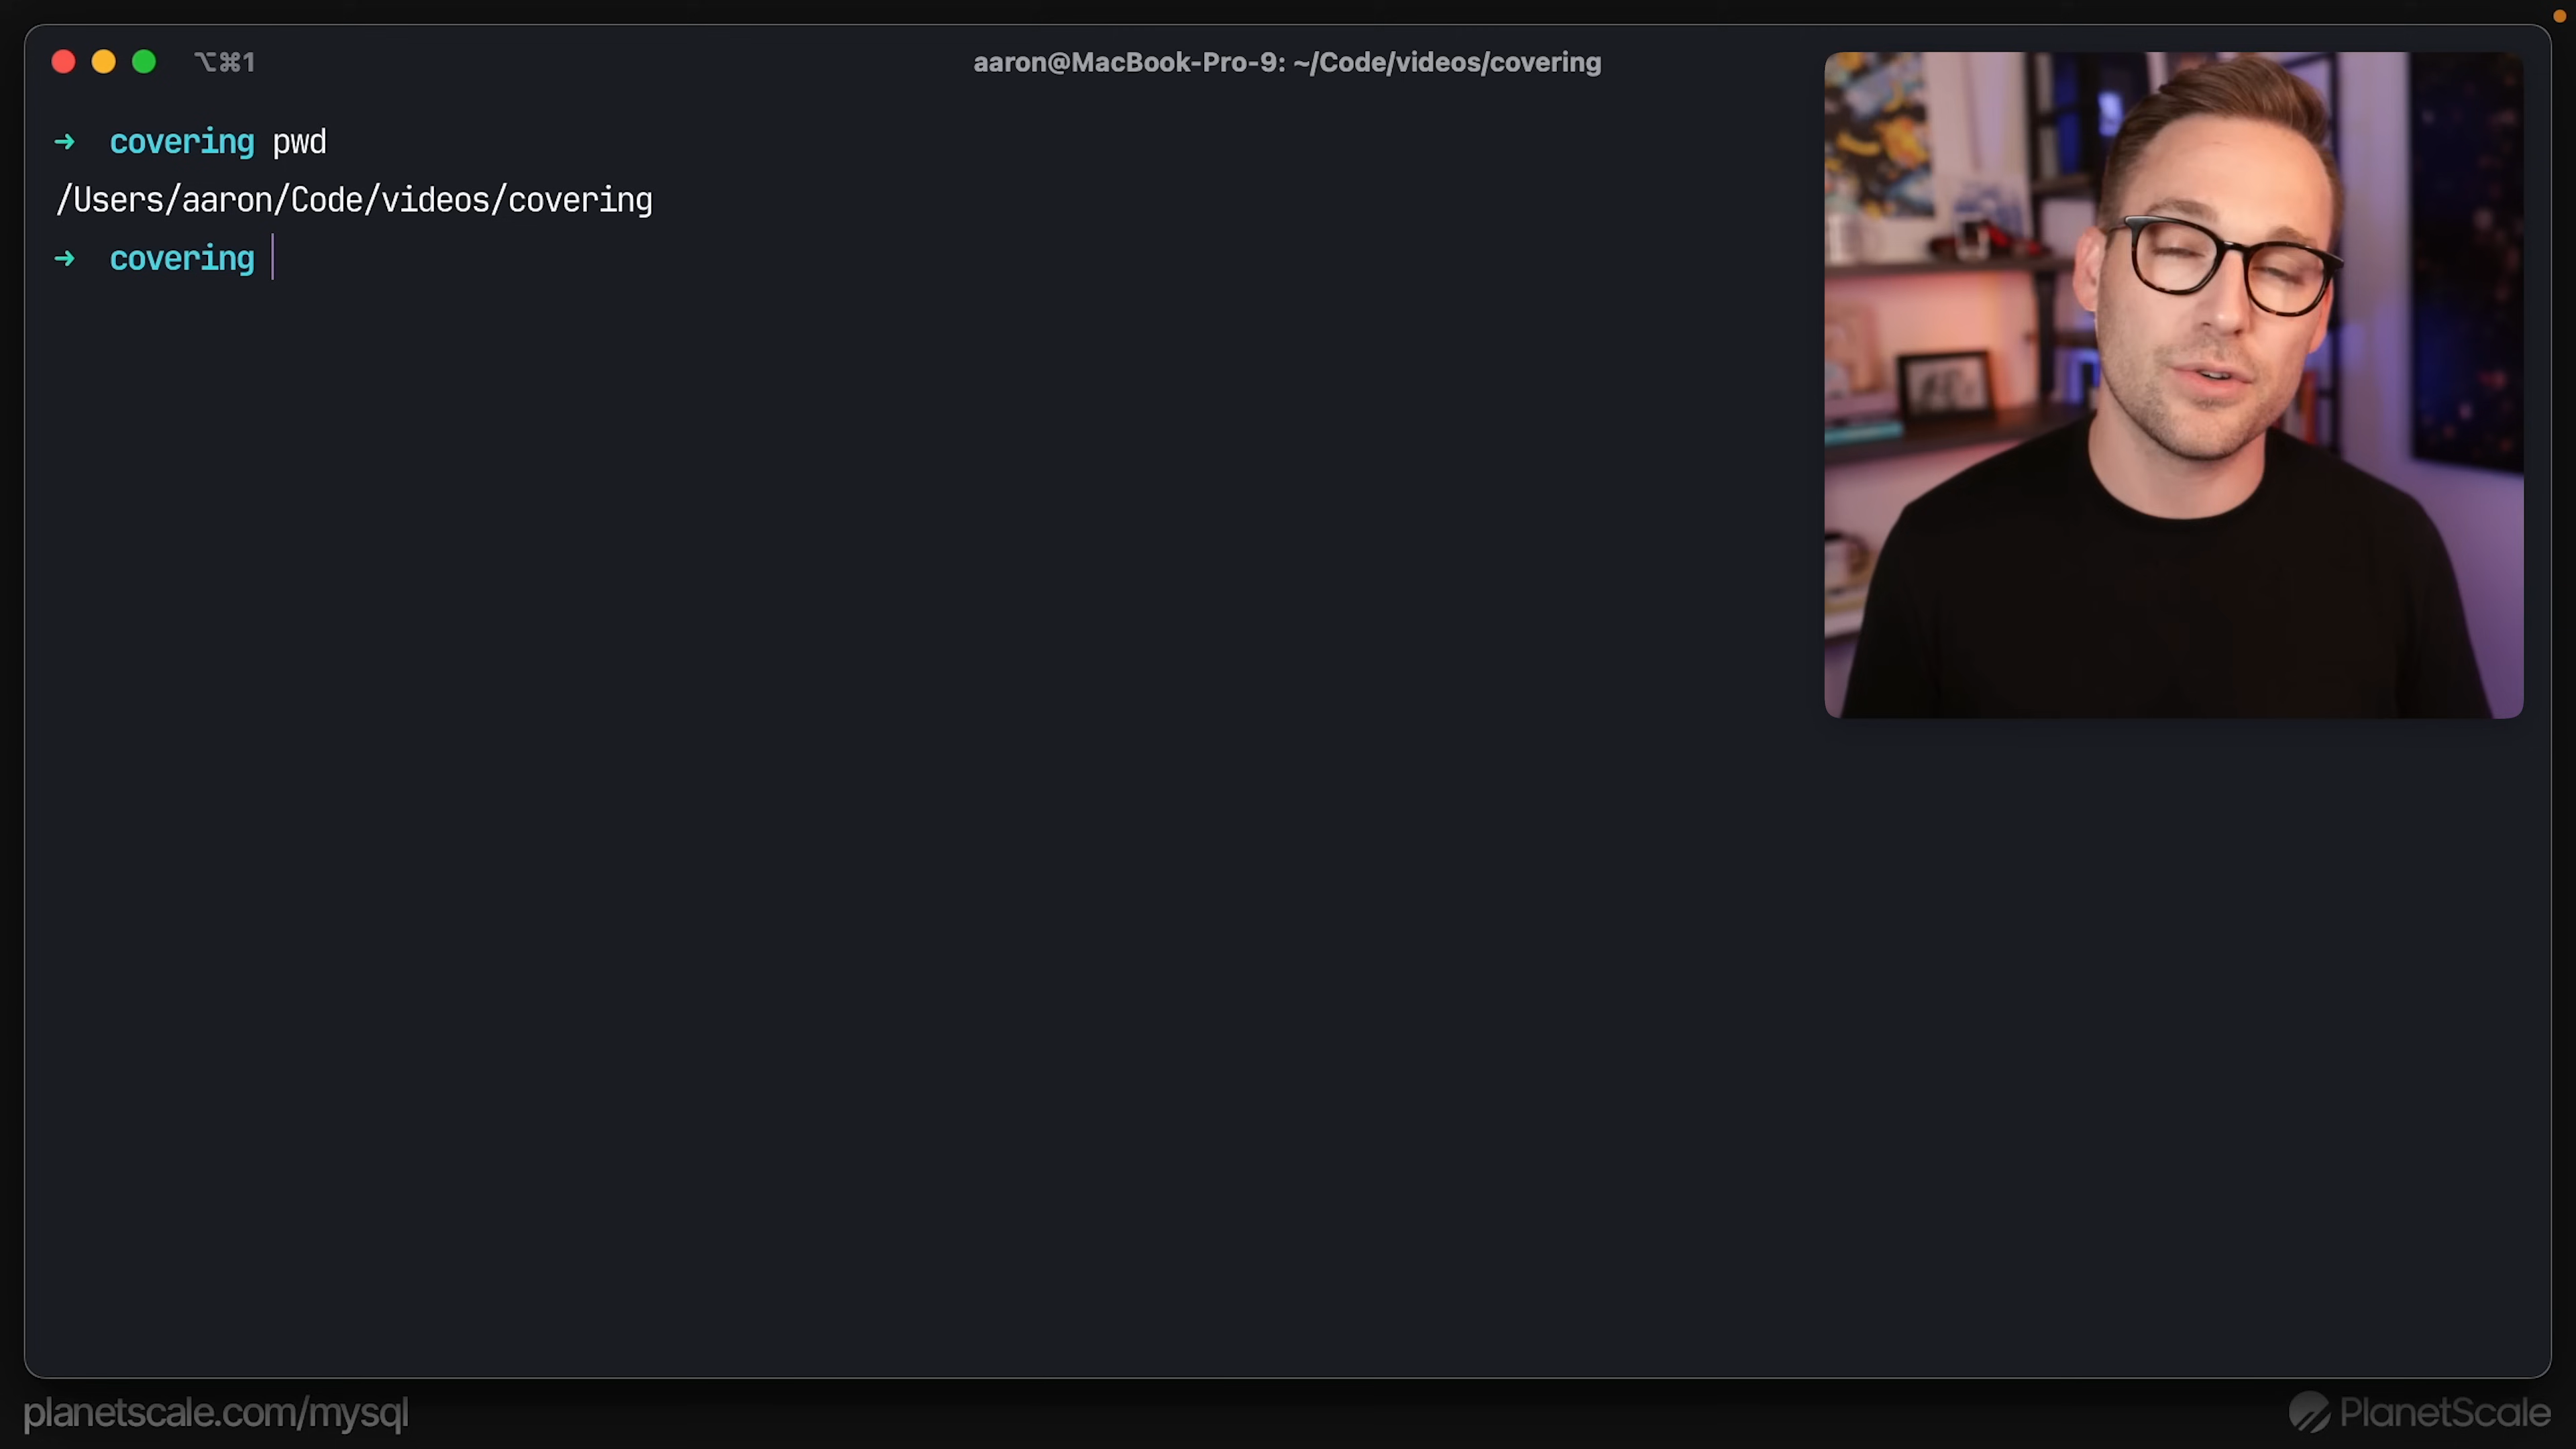 ⌥⌘1
aaron@MacBook-Pro-9: ~/Code/videos/covering
➜ covering pwd
/Users/aaron/Code/videos/covering
➜ covering
planetscale.com/mysql
PlanetScale